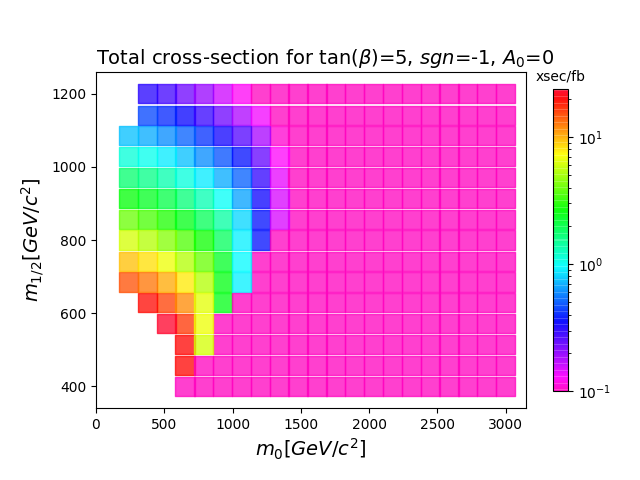 Total cross-section for tan(β)=5, sgn=-1, A₀=0
xsec/fb
1200
1000
800
600
400
m₁/₂[GeV/c²]
0 500 1000 1500 2000 2500 3000
m₀[GeV/c²]
10¹
10⁰
10⁻¹